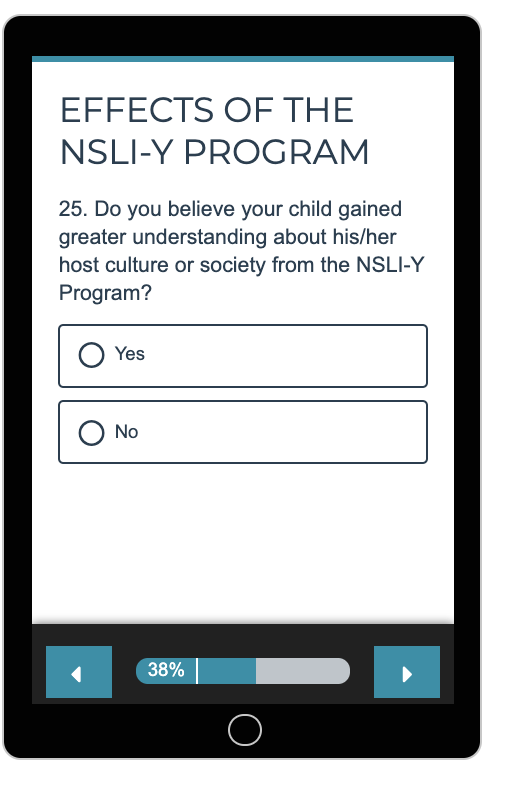 EFFECTS OF THE
NSLI-Y PROGRAM
25. Do you believe your child gained
greater understanding about his/her
host culture or society from the NSLI-Y
Program?
Yes
No
38%